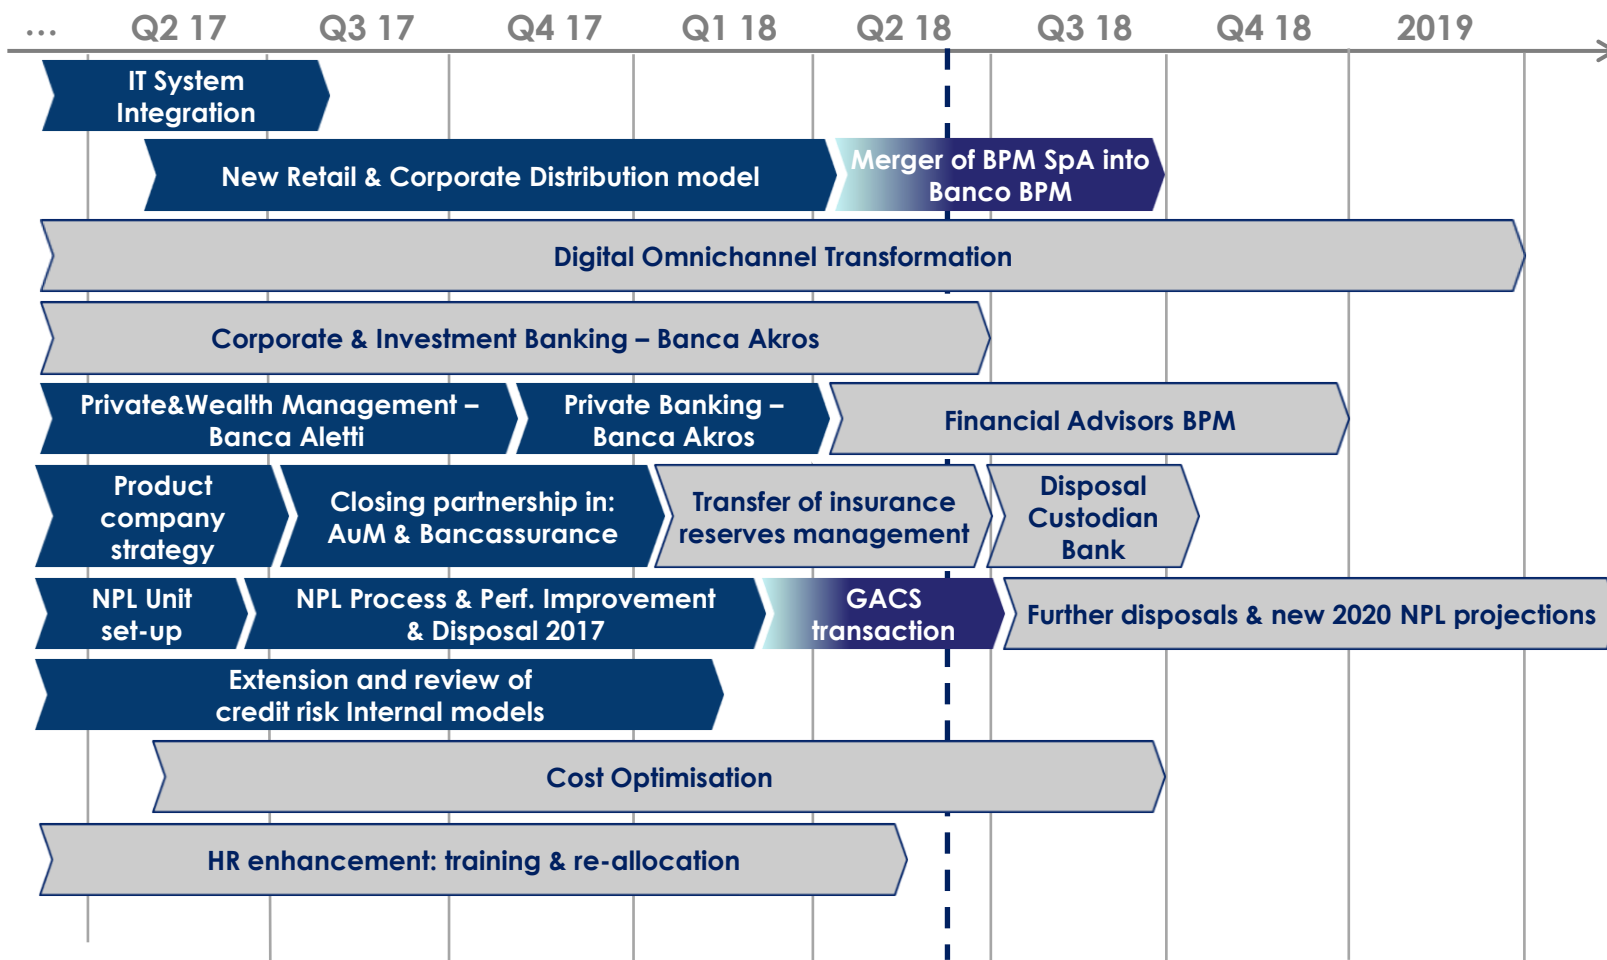 ... Q2 17 Q3 17 Q4 17 Q1 18 Q2 18 Q3 18 Q4 18 2019
IT System
Integration
New Retail & Corporate Distribution model
Merger of BPM SpA into
Banco BPM
Digital Omnichannel Transformation
Corporate & Investment Banking – Banca Akros
Private&Wealth Management –
Banca Aletti
Private Banking –
Banca Akros
Financial Advisors BPM
Product
company
strategy
Closing partnership in:
AuM & Bancassurance
Transfer of insurance
reserves management
Disposal
Custodian
Bank
NPL Unit
set-up
NPL Process & Perf. Improvement
& Disposal 2017
GACS
transaction
Further disposals & new 2020 NPL projections
Extension and review of
credit risk Internal models
Cost Optimisation
HR enhancement: training & re-allocation